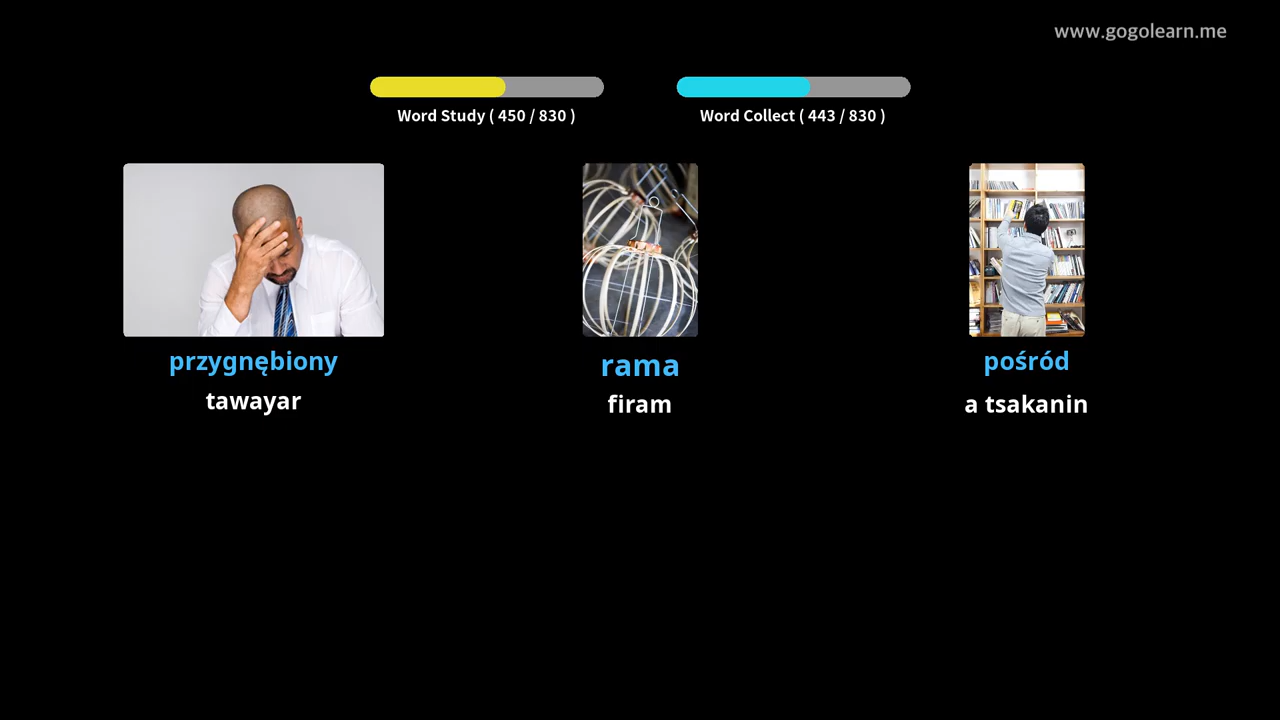 www.gogolearn.me
Word Study ( 450 / 830 )
Word Collect ( 443 / 830 )
przygnębiony
tawayar
rama
firam
pośród
a tsakanin